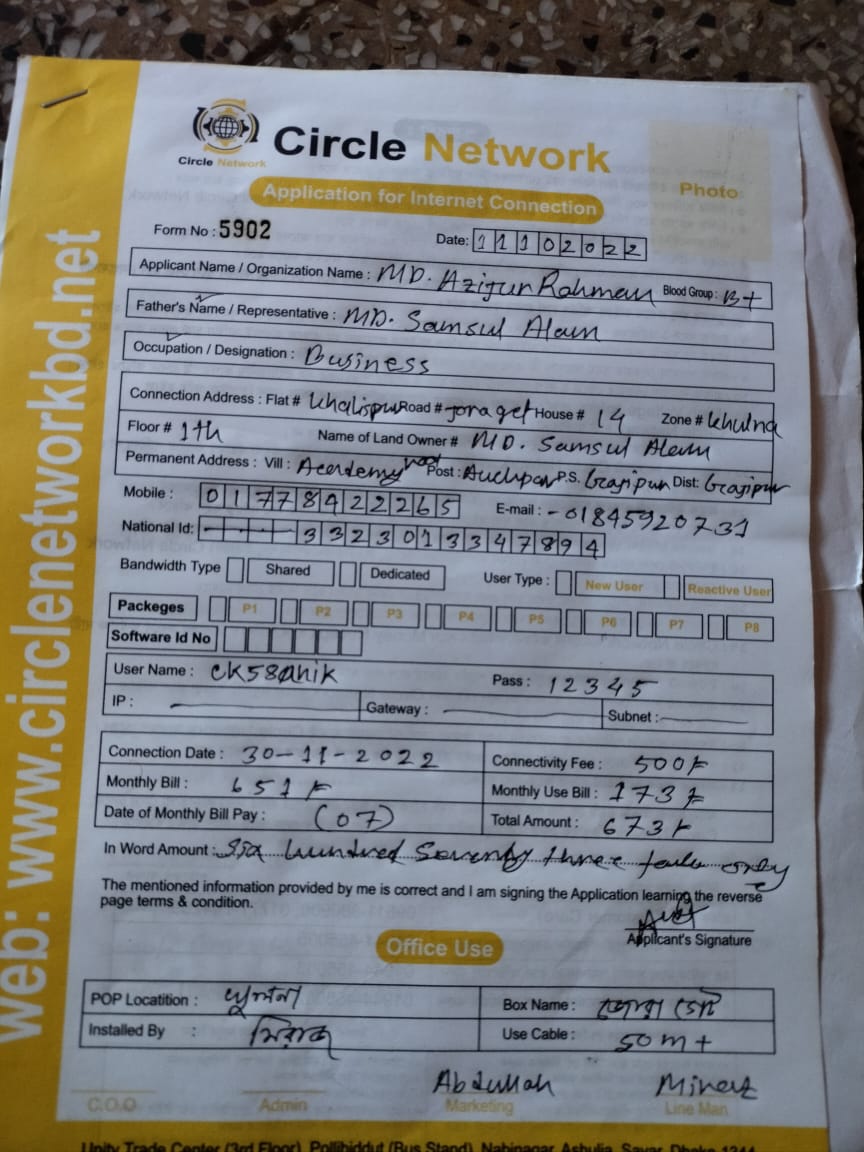 Circle Network
Circle Network
Photo
Application for Internet Connection
Form No : 5902
Date: 11102022
Applicant Name / Organization Name : MD. Azijur Rahman Blood Group : B+
Father's Name / Representative : MD. Samsul Alam
Occupation / Designation : Business
Connection Address : Flat # Khalispur Road # Jora get House # 14 Zone # Khulna
Floor # 1th Name of Land Owner # MD. Samsul Alam
Permanent Address : Vill : Academy Post : Auchpar P.S. Gazipur Dist: Gazipur
Mobile : 01778422265 E-mail : - 01845920731
National Id: 3323013347894
Bandwidth Type Shared Dedicated User Type : New User Reactive User
Packeges P1 P2 P3 P4 P5 P6 P7 P8
Software Id No
User Name : CK58anik Pass : 12345
IP : Gateway : Subnet :
Connection Date : 30-11-2022 Connectivity Fee : 500/-
Monthly Bill : 651/- Monthly Use Bill : 173/-
Date of Monthly Bill Pay : (07) Total Amount : 673/-
In Word Amount : Six hundred Seventy three taka only
The mentioned information provided by me is correct and I am signing the Application learning the reverse
page terms & condition.
Applicant's Signature
Office Use
POP Locatition : খুলনা Box Name : জোড়া গেট
Installed By : মিরাজ Use Cable : 50m+
Abdullah Miraz
C.O.O Admin Marketing Line Man
Unity Trade Center (3rd Floor), Pollibiddut (Bus Stand), Nabinagar, Ashulia, Savar, Dhaka-1344
web: www.circlenetworkbd.net